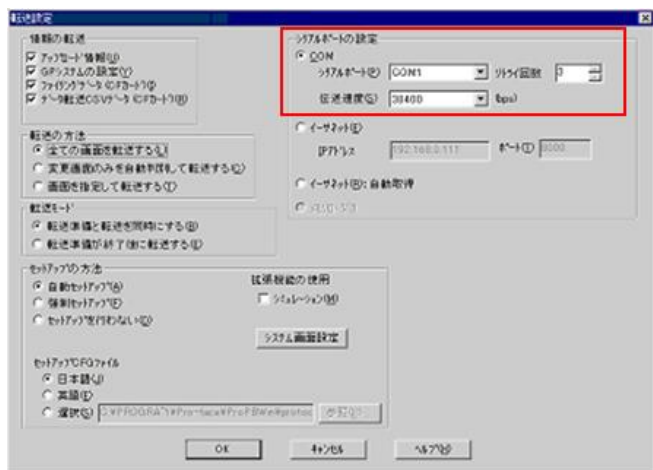 転送設定
情報の転送
アップロード情報(U)
GPシステムの設定(Y)
ファイリングデータ(CFカード)(F)
データ転送CSVデータ(CFカード)(B)
転送の方法
全ての画面を転送する(L)
変更画面のみを自動判別して転送する(C)
画面を指定して転送する(T)
転送モード
転送準備と転送を同時にする(R)
転送準備が終了後に転送する(E)
セットアップの方法
自動セットアップ(A)
強制セットアップ(F)
セットアップを行わない(O)
拡張機能の使用
シミュレーション(M)
システム画面設定
セットアップCFGファイル
日本語(J)
英語(E)
選択(S)
参照(Q)...
シリアルポートの設定
COM
シリアルポート(P) COM1 リトライ回数 3
伝送速度(S) 38400 (bps)
イーサネット(E)
IPアドレス 192.168.0.111 ポート(T) 8000
イーサネット(B):自動取得
OK
キャンセル
ヘルプ(H)